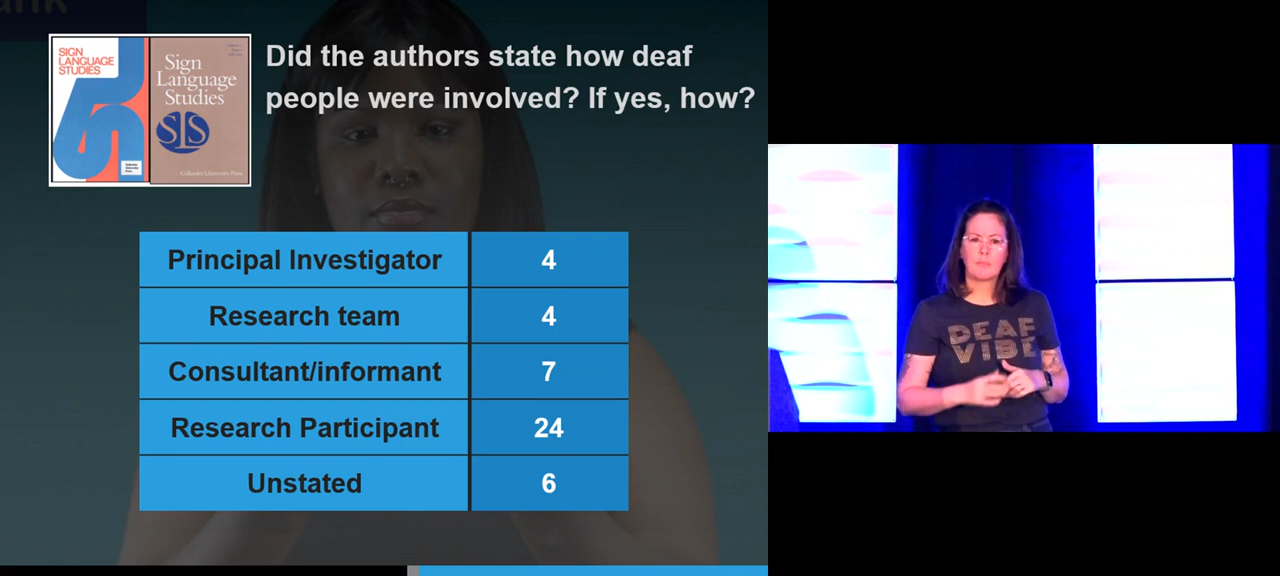 Did the authors state how deaf
people were involved? If yes, how?
SIGN
LANGUAGE
STUDIES
Sign
Language
Studies
SLS
Gallaudet University Press
Principal Investigator 4
Research team 4
Consultant/informant 7
Research Participant 24
Unstated 6
DEAF
VIBE